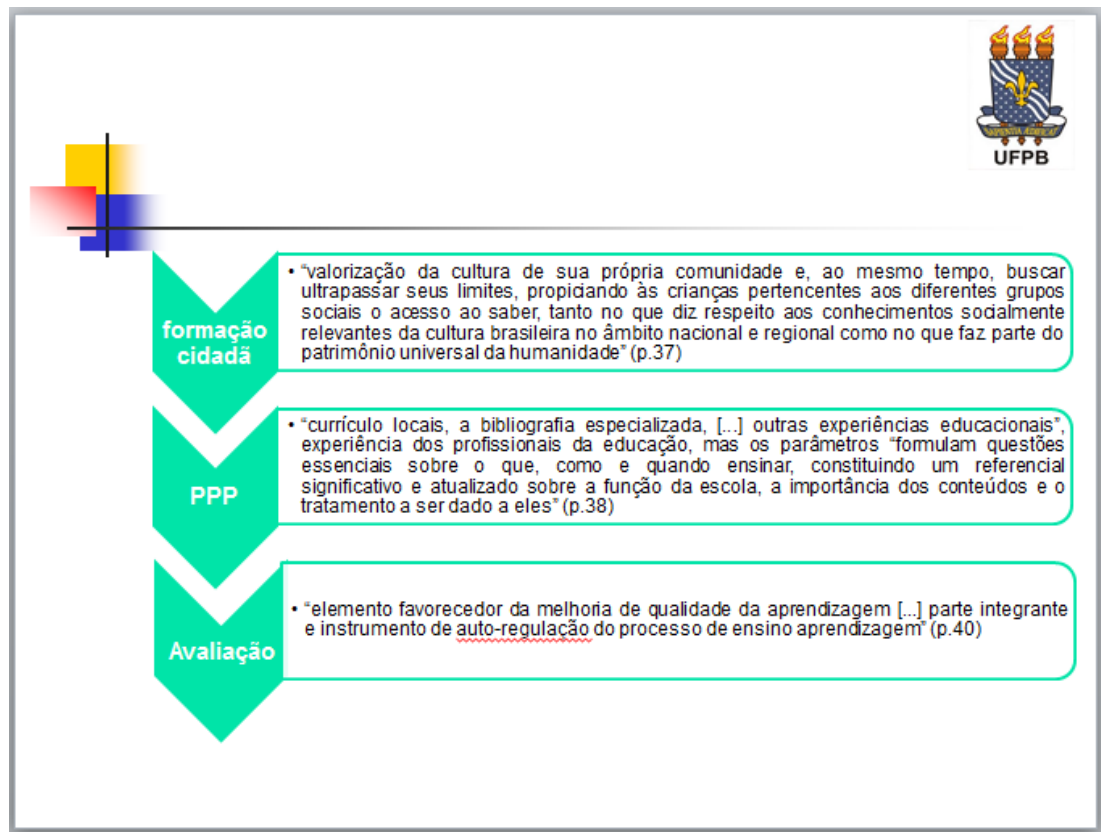 UFPB
formação
cidadã
• “valorização da cultura de sua própria comunidade e, ao mesmo tempo, buscar
ultrapassar seus limites, propiciando às crianças pertencentes aos diferentes grupos
sociais o acesso ao saber, tanto no que diz respeito aos conhecimentos socialmente
relevantes da cultura brasileira no âmbito nacional e regional como no que faz parte do
patrimônio universal da humanidade” (p.37)
PPP
• “currículo locais, a bibliografia especializada, [...] outras experiências educacionais”,
experiência dos profissionais da educação, mas os parâmetros “formulam questões
essenciais sobre o que, como e quando ensinar, constituindo um referencial
significativo e atualizado sobre a função da escola, a importância dos conteúdos e o
tratamento a ser dado a eles” (p.38)
Avaliação
• “elemento favorecedor da melhoria de qualidade da aprendizagem [...] parte integrante
e instrumento de auto-regulação do processo de ensino aprendizagem” (p.40)